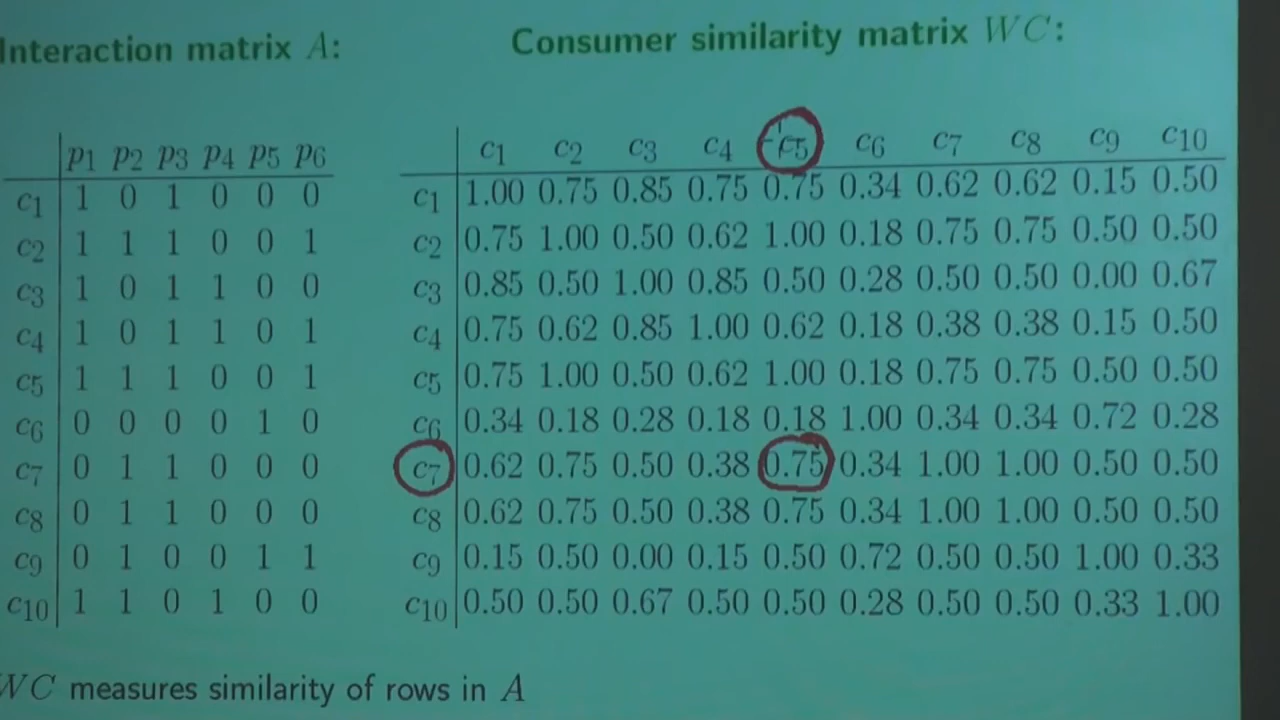 Interaction matrix A:
Consumer similarity matrix WC:
p1 p2 p3 p4 p5 p6
c1 1 0 1 0 0 0
c2 1 1 1 0 0 1
c3 1 0 1 1 0 0
c4 1 0 1 1 0 1
c5 1 1 1 0 0 1
c6 0 0 0 0 1 0
c7 0 1 1 0 0 0
c8 0 1 1 0 0 0
c9 0 1 0 0 1 1
c10 1 1 0 1 0 0
c1 c2 c3 c4 c5 c6 c7 c8 c9 c10
c1 1.00 0.75 0.85 0.75 0.75 0.34 0.62 0.62 0.15 0.50
c2 0.75 1.00 0.50 0.62 1.00 0.18 0.75 0.75 0.50 0.50
c3 0.85 0.50 1.00 0.85 0.50 0.28 0.50 0.50 0.00 0.67
c4 0.75 0.62 0.85 1.00 0.62 0.18 0.38 0.38 0.15 0.50
c5 0.75 1.00 0.50 0.62 1.00 0.18 0.75 0.75 0.50 0.50
c6 0.34 0.18 0.28 0.18 0.18 1.00 0.34 0.34 0.72 0.28
c7 0.62 0.75 0.50 0.38 0.75 0.34 1.00 1.00 0.50 0.50
c8 0.62 0.75 0.50 0.38 0.75 0.34 1.00 1.00 0.50 0.50
c9 0.15 0.50 0.00 0.15 0.50 0.72 0.50 0.50 1.00 0.33
c10 0.50 0.50 0.67 0.50 0.50 0.28 0.50 0.50 0.33 1.00
WC measures similarity of rows in A